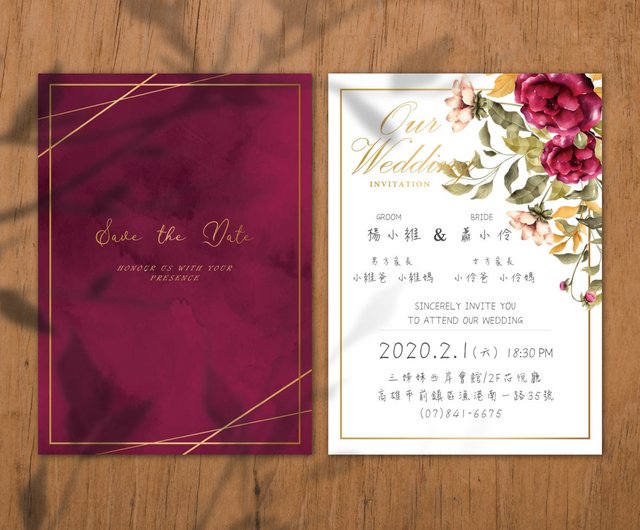 Save the Date
HONOUR US WITH YOUR
PRESENCE
Our
Wedding
INVITATION
GROOM BRIDE
楊小維 & 蕭小伶
男方家長 女方家長
小維爸 小維媽 小伶爸 小伶媽
SINCERELY INVITE YOU
TO ATTEND OUR WEDDING
2020.2.1 (六) 18:30 PM
三姊妹西岸會館/2F花悅廳
高雄市前鎮區漁港南一路35號
(07)841-6675